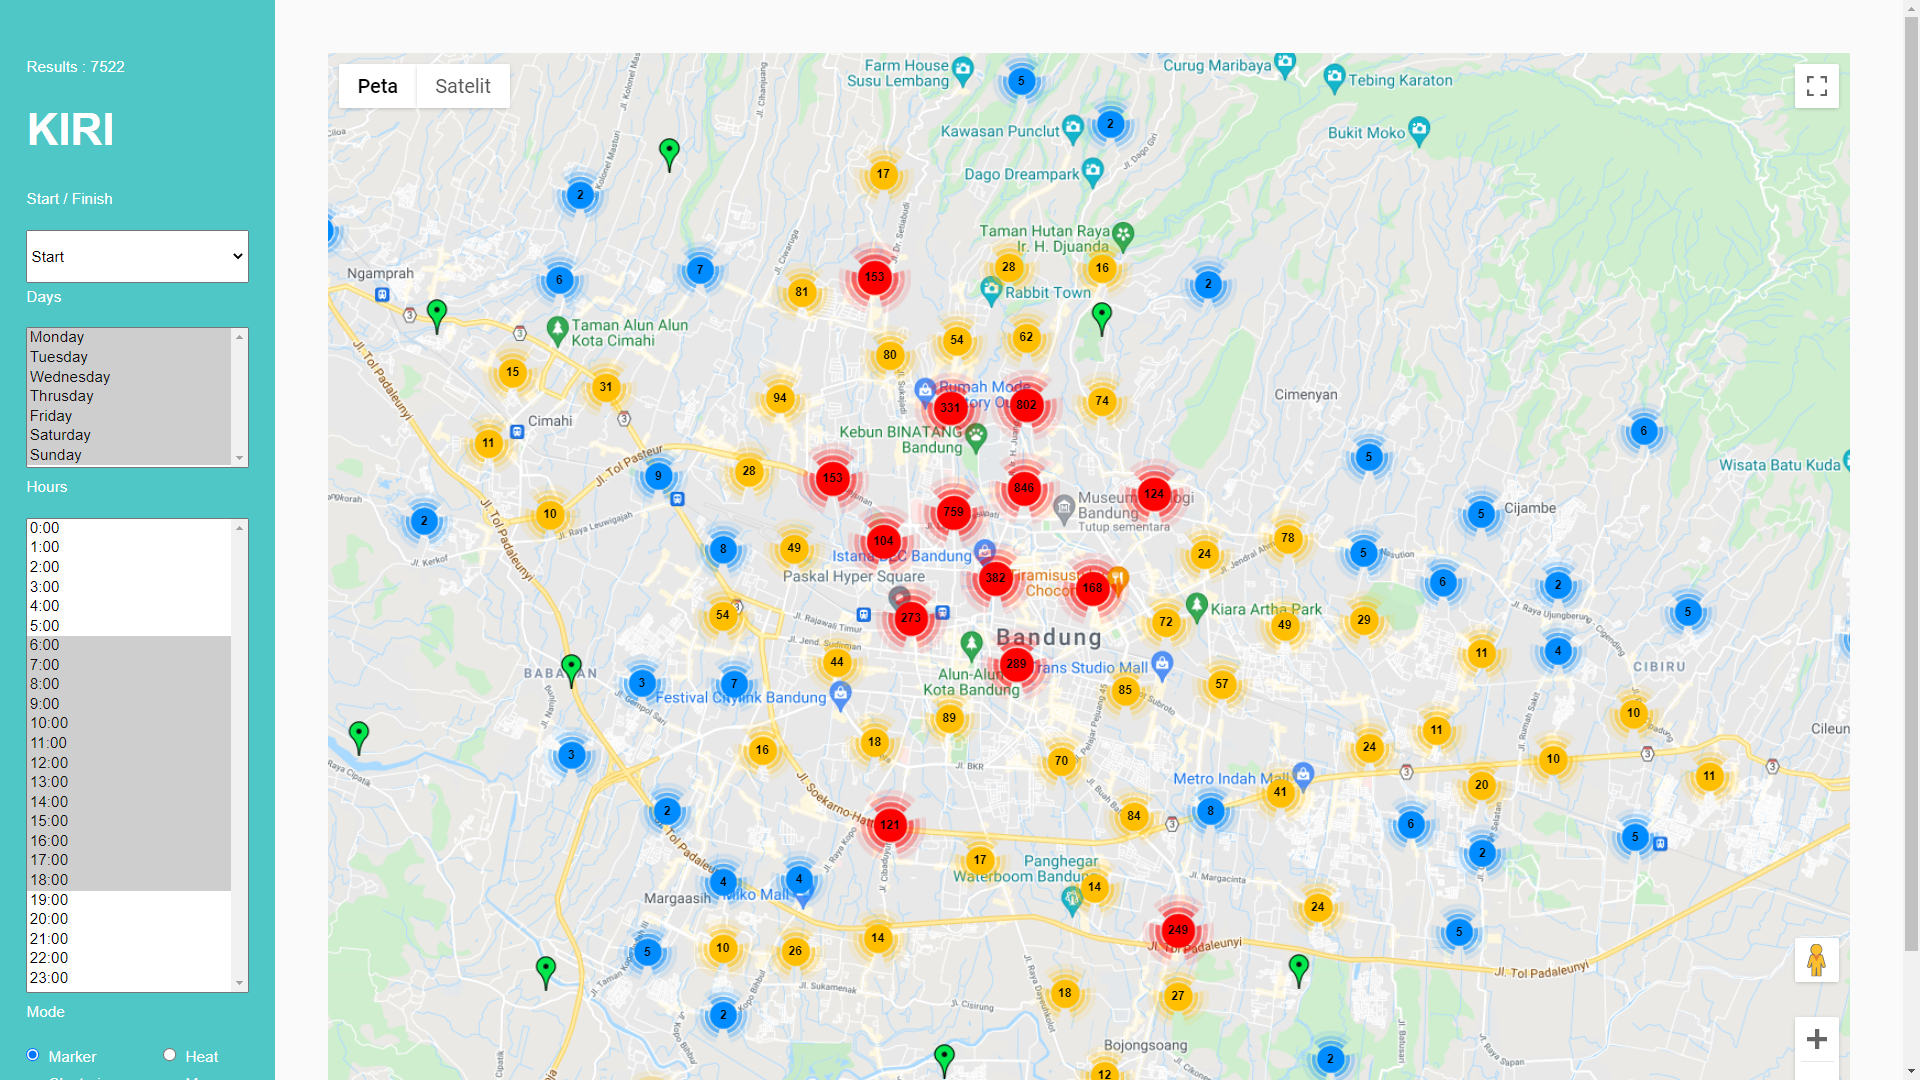 Results : 7522
KIRI
Start / Finish
Start
Days
Monday
Tuesday
Wednesday
Thrusday
Friday
Saturday
Sunday
Hours
0:00
1:00
2:00
3:00
4:00
5:00
6:00
7:00
8:00
9:00
10:00
11:00
12:00
13:00
14:00
15:00
16:00
17:00
18:00
19:00
20:00
21:00
22:00
23:00
Mode
Marker
Heat
Peta
Satelit
Farm House
Susu Lembang
5
Curug Maribaya
Tebing Karaton
Kawasan Punclut
2
Bukit Moko
Jl. Dago Giri
Dago Dreampark
17
2
Jl. Kolonel Masturi
Jl. Cihanjuang
Jl. Dr. Setiabudi
Jl. Ciwaruga
Taman Hutan Raya
Ir. H. Djuanda
Ngamprah
6
7
81
153
28
16
2
Rabbit Town
Taman Alun Alun
Kota Cimahi
54
62
80
15
31
94
Rumah Mode
331
802
74
Cimenyan
Jl. Tol Padaleunyi
Cimahi
Kebun BINATANG
Bandung
11
6
5
Wisata Batu Kuda
Jl. Tol Pasteur
9
28
153
846
124
Museum
Bandung
Tutup sementara
2
10
759
5
Cijambe
Jl. Raya Leuwigajah
Jl. Kerkof
8
49
104
Bandung
24
78
5
Paskal Hyper Square
382
168
6
2
54
273
72
Kiara Artha Park
49
29
5
Jl. Rajawali Timur
Jl. Jend. Sudirman
Jl. Raya Ujungberung - Cigending
Bandung
44
289
Trans Studio Mall
11
4
CIBIRU
3
7
Festival Citylink Bandung
Alun-Alun
Kota Bandung
85
57
89
10
18
16
3
70
24
11
10
11
Jl. BKR
Cileun
Metro Indah Mall
41
20
2
121
84
8
6
2
5
Jl. Soekarno-Hatta
17
Panghegar
Waterboom Bandung
14
Jl. Margacinta
4
4
Miko Mall
Margaasih
24
249
5
Jl. Tol Padaleunyi
5
10
26
14
Jl. Tol Padaleunyi
Jl. Sukamenak
18
27
2
Jl. Cisirung
Bojongsoang
2
12